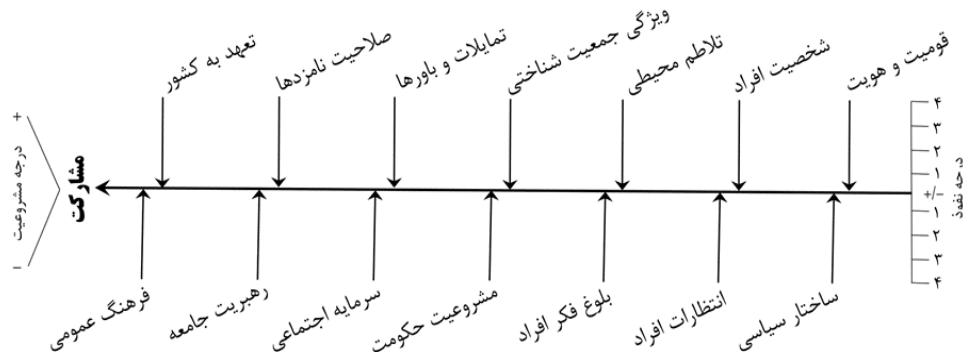 قومیت و هویت
شخصیت افراد
تلاطم محیطی
ویژگی جمعیت شناختی
تمایلات و باورها
صلاحیت نامزدها
تعهد به کشور
۴
۳
۲
۱
+/−
۱
۲
۳
۴
درجه نفوذ
+
درجه مشروعیت
−
مشارکت
ساختار سیاسی
انتظارات افراد
بلوغ فکر افراد
مشروعیت حکومت
سرمایه اجتماعی
رهبریت جامعه
فرهنگ عمومی